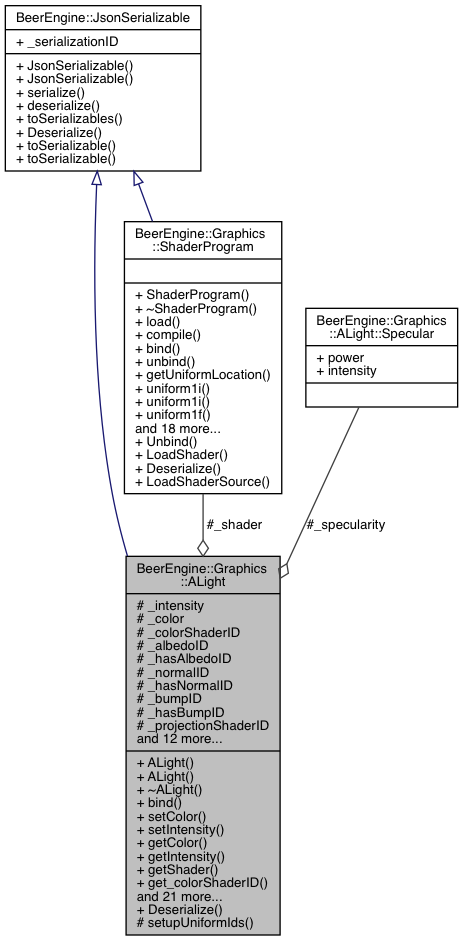 BeerEngine::JsonSerializable
+ _serializationID
+ JsonSerializable()
+ JsonSerializable()
+ serialize()
+ deserialize()
+ toSerializables()
+ Deserialize()
+ toSerializable()
+ toSerializable()
BeerEngine::Graphics
::ShaderProgram
+ ShaderProgram()
+ ~ShaderProgram()
+ load()
+ compile()
+ bind()
+ unbind()
+ getUniformLocation()
+ uniform1i()
+ uniform1i()
+ uniform1f()
and 18 more...
+ Unbind()
+ LoadShader()
+ Deserialize()
+ LoadShaderSource()
BeerEngine::Graphics
::ALight::Specular
+ power
+ intensity
#_shader
#_specularity
BeerEngine::Graphics
::ALight
# _intensity
# _color
# _colorShaderID
# _albedoID
# _hasAlbedoID
# _normalID
# _hasNormalID
# _bumpID
# _hasBumpID
# _projectionShaderID
and 12 more...
+ ALight()
+ ALight()
+ ~ALight()
+ bind()
+ setColor()
+ setIntensity()
+ getColor()
+ getIntensity()
+ getShader()
+ get_colorShaderID()
and 21 more...
+ Deserialize()
# setupUniformIds()